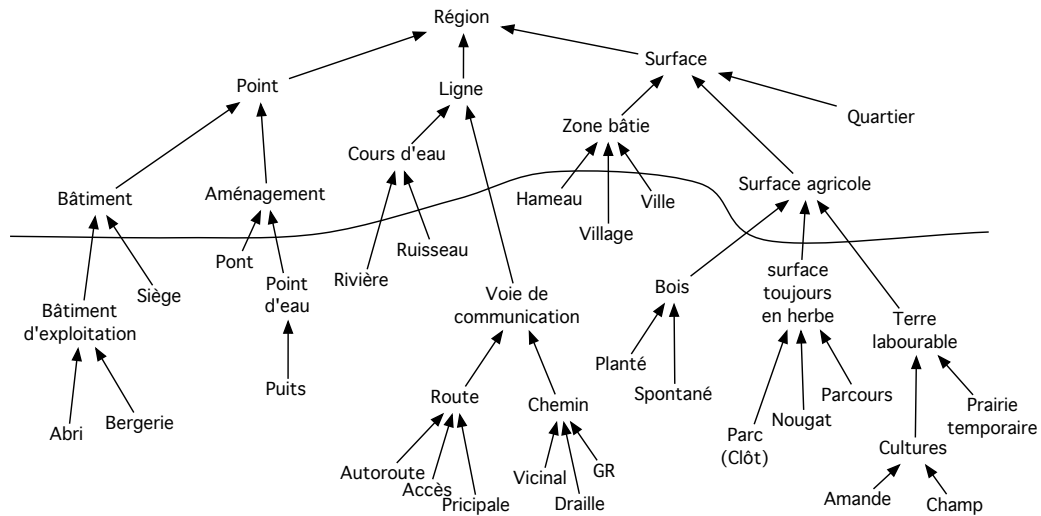 Région
Surface
Point
Ligne
Quartier
Zone bâtie
Cours d'eau
Surface agricole
Bâtiment
Aménagement
Hameau
Ville
Village
Ruisseau
Pont
Rivière
Siège
Point
d'eau
Bâtiment
d'exploitation
Voie de
communication
Bois
surface
toujours
en herbe
Terre
labourable
Planté
Spontané
Puits
Parcours
Route
Chemin
Nougat
Prairie
temporaire
Bergerie
Abri
Parc
(Clôt)
Cultures
Autoroute
Accès
Pricipale
Vicinal
GR
Draille
Amande
Champ